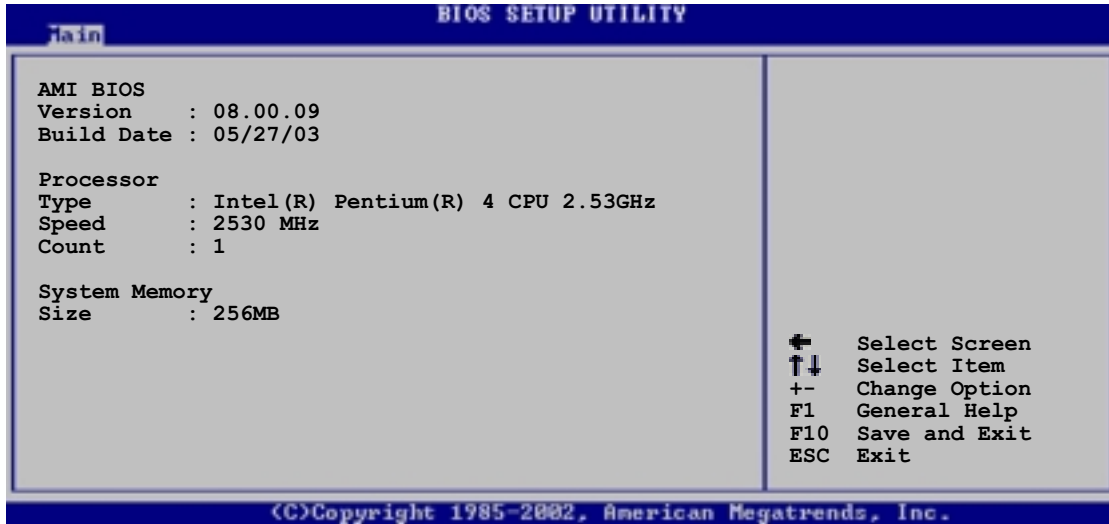 BIOS SETUP UTILITY
Main
AMI BIOS
Version : 08.00.09
Build Date : 05/27/03
Processor
Type : Intel(R) Pentium(R) 4 CPU 2.53GHz
Speed : 2530 MHz
Count : 1
System Memory
Size : 256MB
← Select Screen
↑↓ Select Item
+- Change Option
F1 General Help
F10 Save and Exit
ESC Exit
(C)Copyright 1985-2002, American Megatrends, Inc.